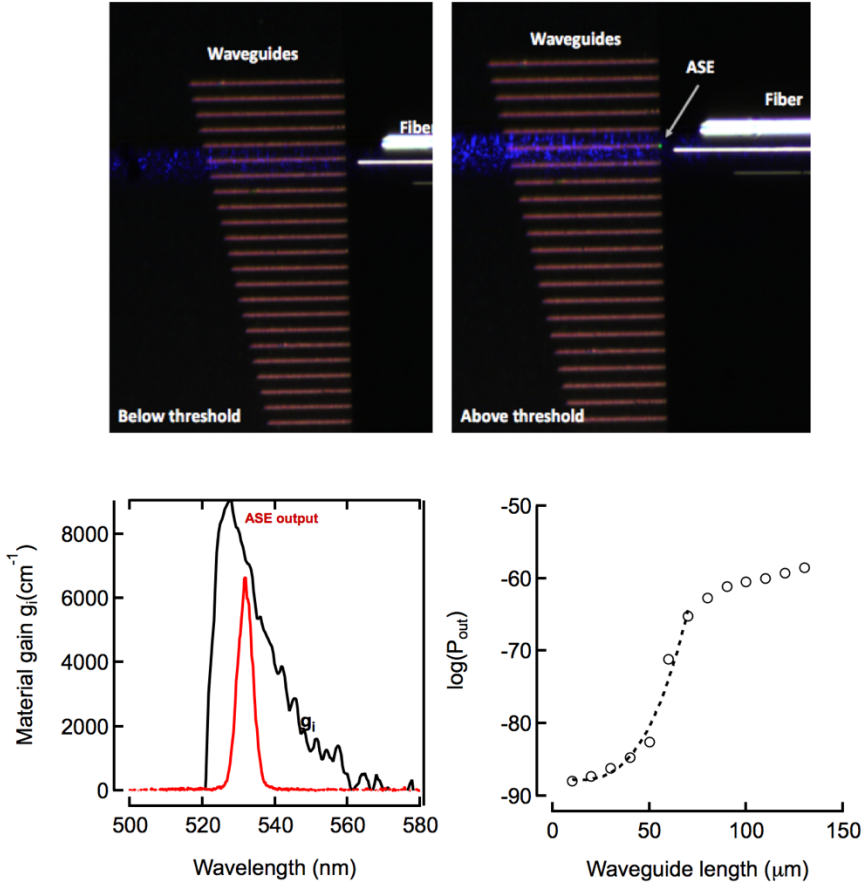 Waveguides
Fiber
Below threshold
Waveguides
ASE
Fiber
Above threshold
Material gain gᵢ(cm⁻¹)
8000
6000
4000
2000
0
ASE output
gᵢ
500 520 540 560 580
Wavelength (nm)
log(Pₒᵤₜ)
-50
-60
-70
-80
-90
0 50 100 150
Waveguide length (μm)